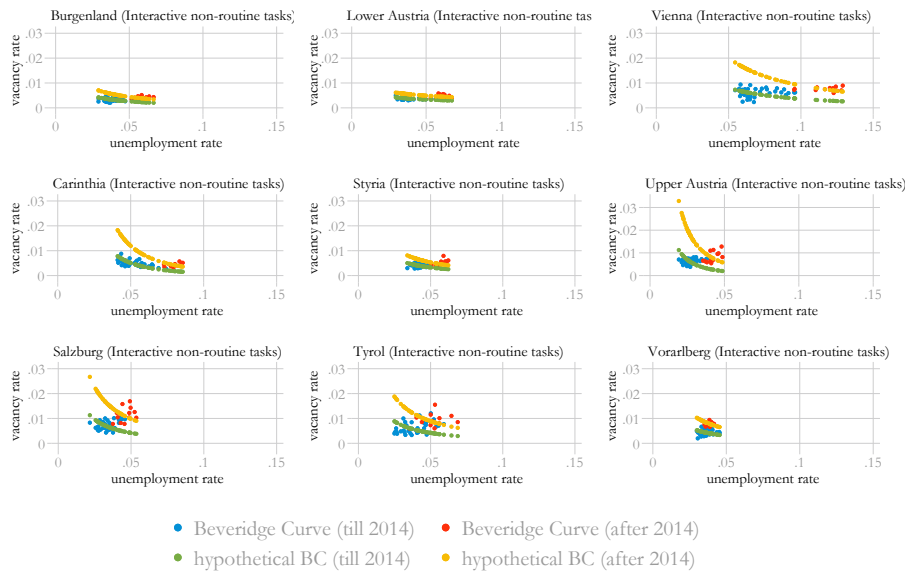 Burgenland (Interactive non-routine tasks)
vacancy rate
.03
.02
.01
0
0
.05
.1
.15
unemployment rate
Lower Austria (Interactive non-routine tas
vacancy rate
.03
.02
.01
0
0
.05
.1
.15
unemployment rate
Vienna (Interactive non-routine tasks)
vacancy rate
.03
.02
.01
0
0
.05
.1
.15
unemployment rate
Carinthia (Interactive non-routine tasks)
vacancy rate
.03
.02
.01
0
0
.05
.1
.15
unemployment rate
Styria (Interactive non-routine tasks)
vacancy rate
.03
.02
.01
0
0
.05
.1
.15
unemployment rate
Upper Austria (Interactive non-routine tasks)
vacancy rate
.03
.02
.01
0
0
.05
.1
.15
unemployment rate
Salzburg (Interactive non-routine tasks)
vacancy rate
.03
.02
.01
0
0
.05
.1
.15
unemployment rate
Tyrol (Interactive non-routine tasks)
vacancy rate
.03
.02
.01
0
0
.05
.1
.15
unemployment rate
Vorarlberg (Interactive non-routine tasks)
vacancy rate
.03
.02
.01
0
0
.05
.1
.15
unemployment rate
Beveridge Curve (till 2014)
Beveridge Curve (after 2014)
hypothetical BC (till 2014)
hypothetical BC (after 2014)